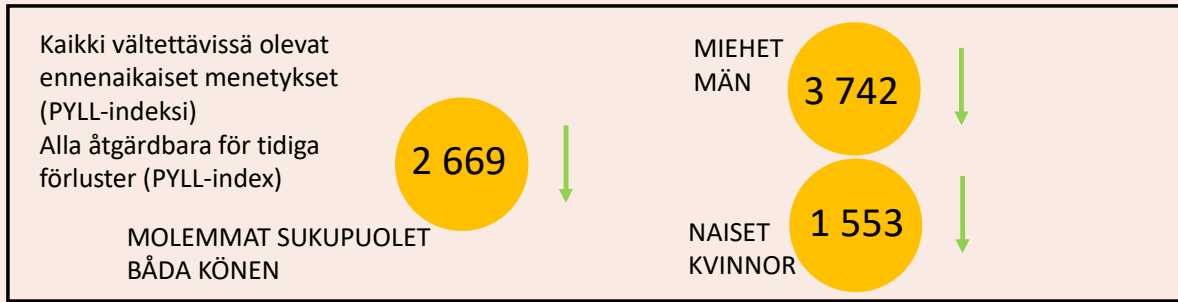 Kaikki vältettävissä olevat
ennenaikaiset menetykset
(PYLL-indeksi)
Alla åtgärdbara för tidiga
förluster (PYLL-index)
2 669
MOLEMMAT SUKUPUOLET
BÅDA KÖNEN
MIEHET
MÄN
3 742
NAISET
KVINNOR
1 553